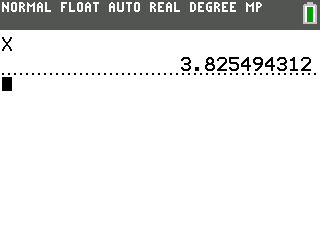 NORMAL FLOAT AUTO REAL DEGREE MP
X
3.825494312